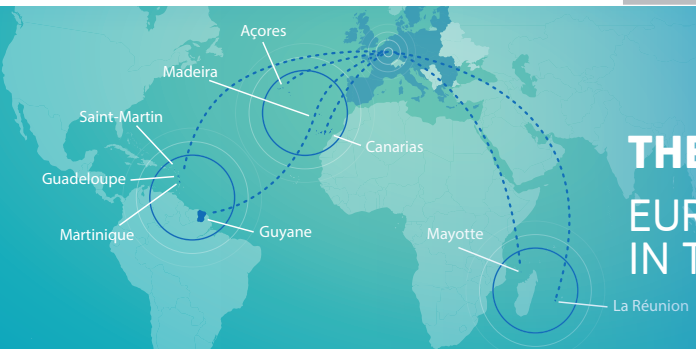 Açores
Madeira
Saint-Martin
Canarias
Guadeloupe
Martinique
Guyane
Mayotte
La Réunion
THE
EUR
IN T